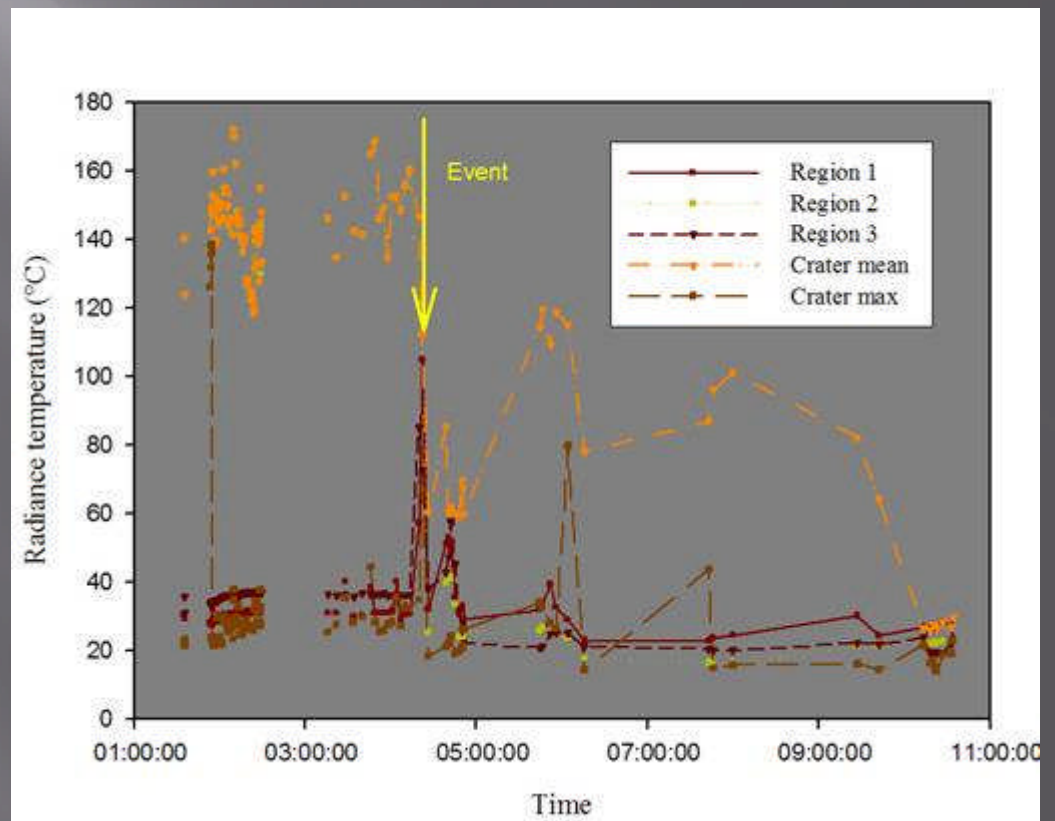 180
160
140
120
100
80
60
40
20
0
Radiance temperature (°C)
Event
Region 1
Region 2
Region 3
Crater mean
Crater max
01:00:00 03:00:00 05:00:00 07:00:00 09:00:00 11:00:00
Time